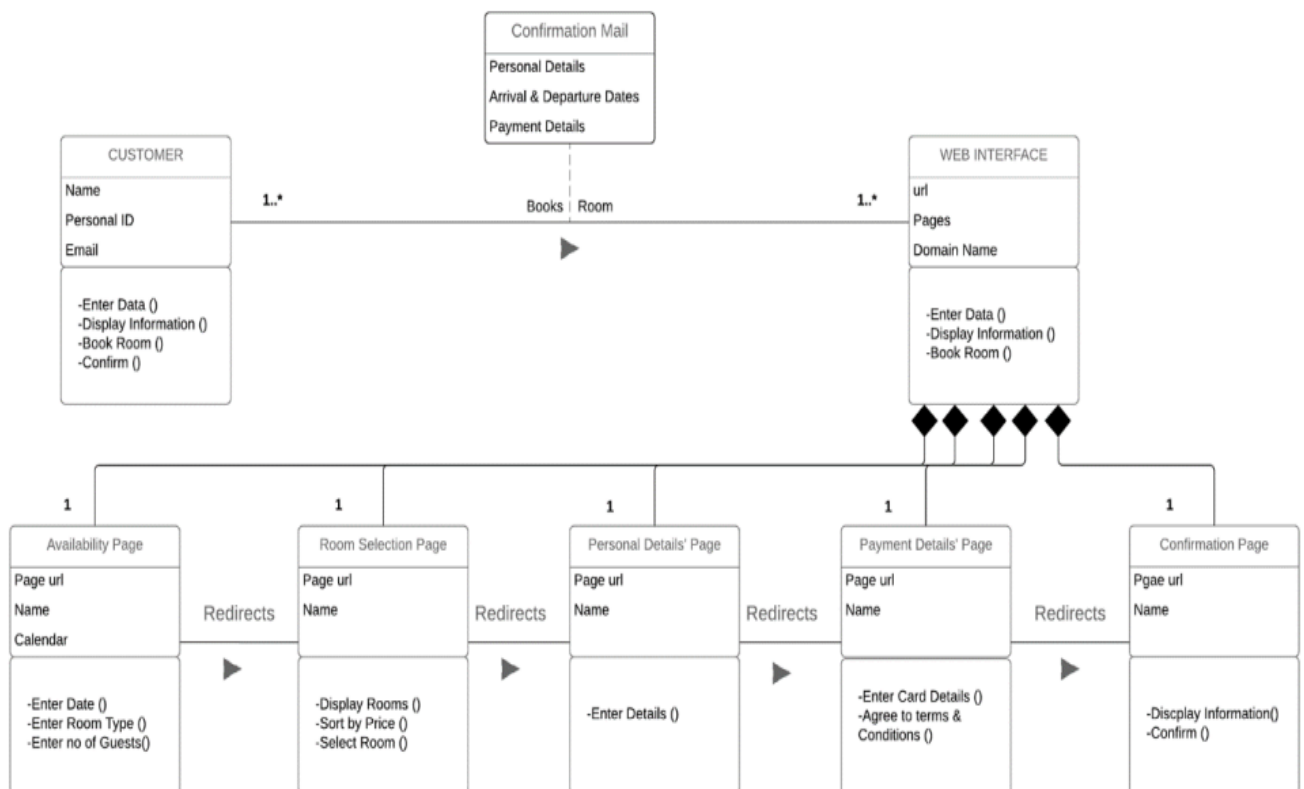 Confirmation Mail
Personal Details
Arrival & Departure Dates
Payment Details
CUSTOMER
Name
Personal ID
Email
-Enter Data ()
-Display Information ()
-Book Room ()
-Confirm ()
1..*
Books Room
1..*
WEB INTERFACE
url
Pages
Domain Name
-Enter Data ()
-Display Information ()
-Book Room ()
1
Availability Page
Page url
Name
Calendar
-Enter Date ()
-Enter Room Type ()
-Enter no of Guests()
Redirects
1
Room Selection Page
Page url
Name
-Display Rooms ()
-Sort by Price ()
-Select Room ()
Redirects
1
Personal Details' Page
Page url
Name
-Enter Details ()
Redirects
1
Payment Details' Page
Page url
Name
-Enter Card Details ()
-Agree to terms &
Conditions ()
Redirects
1
Confirmation Page
Pgae url
Name
-Discplay Information()
-Confirm ()